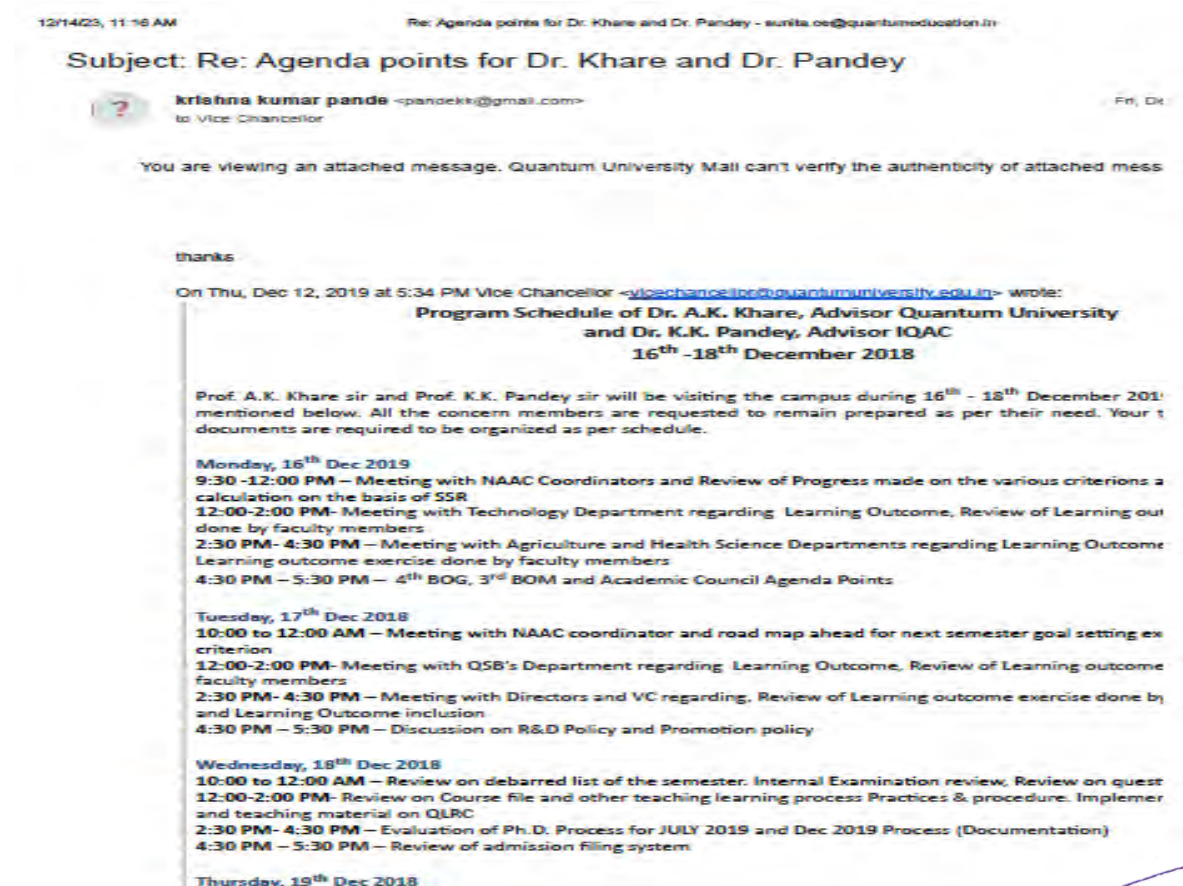 12/14/23, 11:16 AM Re: Agenda points for Dr. Khare and Dr. Pandey - sunita.oe@quantumeducation.in
Subject: Re: Agenda points for Dr. Khare and Dr. Pandey
? krishna kumar pande <pandekk@gmail.com> Fri, De
to Vice Chancellor
You are viewing an attached message. Quantum University Mail can't verify the authenticity of attached mess
thanks
On Thu, Dec 12, 2019 at 5:34 PM Vice Chancellor <vicechancellor@quantumuniversity.edu.in> wrote:
Program Schedule of Dr. A.K. Khare, Advisor Quantum University
and Dr. K.K. Pandey, Advisor IQAC
16th -18th December 2018
Prof. A.K. Khare sir and Prof. K.K. Pandey sir will be visiting the campus during 16th - 18th December 201
mentioned below. All the concern members are requested to remain prepared as per their need. Your t
documents are required to be organized as per schedule.
Monday, 16th Dec 2019
9:30 -12:00 PM – Meeting with NAAC Coordinators and Review of Progress made on the various criterions a
calculation on the basis of SSR
12:00-2:00 PM- Meeting with Technology Department regarding Learning Outcome, Review of Learning out
done by faculty members
2:30 PM- 4:30 PM – Meeting with Agriculture and Health Science Departments regarding Learning Outcome
Learning outcome exercise done by faculty members
4:30 PM – 5:30 PM – 4th BOG, 3rd BOM and Academic Council Agenda Points
Tuesday, 17th Dec 2018
10:00 to 12:00 AM – Meeting with NAAC coordinator and road map ahead for next semester goal setting ex
criterion
12:00-2:00 PM- Meeting with QSB's Department regarding Learning Outcome, Review of Learning outcome
faculty members
2:30 PM- 4:30 PM – Meeting with Directors and VC regarding, Review of Learning outcome exercise done by
and Learning Outcome inclusion
4:30 PM – 5:30 PM – Discussion on R&D Policy and Promotion policy
Wednesday, 18th Dec 2018
10:00 to 12:00 AM – Review on debarred list of the semester. Internal Examination review, Review on quest
12:00-2:00 PM- Review on Course file and other teaching learning process Practices & procedure. Implemen
and teaching material on QLRC
2:30 PM- 4:30 PM – Evaluation of Ph.D. Process for JULY 2019 and Dec 2019 Process (Documentation)
4:30 PM – 5:30 PM – Review of admission filing system
Thursday, 19th Dec 2018